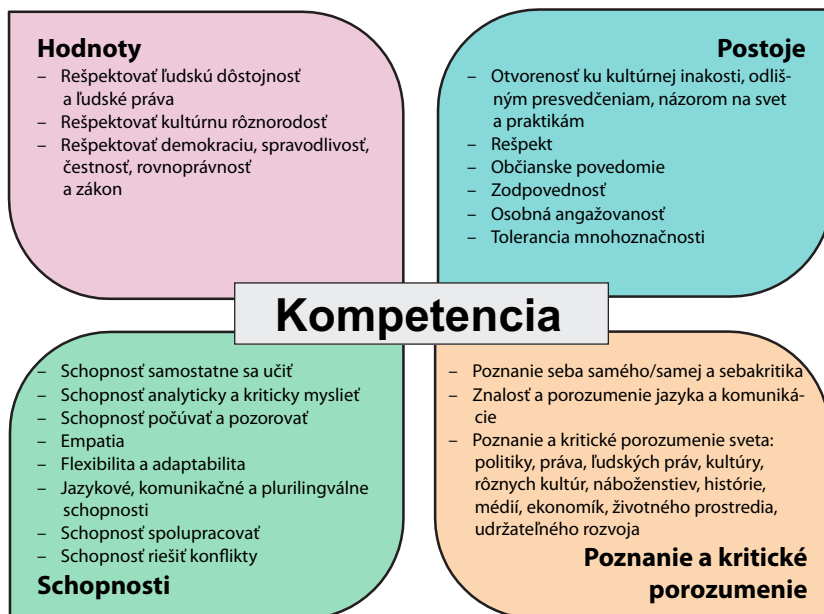 Hodnoty
– Rešpektovať ľudskú dôstojnosť
a ľudské práva
– Rešpektovať kultúrnu rôznorodosť
– Rešpektovať demokraciu, spravodlivosť,
čestnosť, rovnoprávnosť
a zákon
Postoje
– Otvorenosť ku kultúrnej inakosti, odliš-
ným presvedčeniam, názorom na svet
a praktikám
– Rešpekt
– Občianske povedomie
– Zodpovednosť
– Osobná angažovanosť
– Tolerancia mnohoznačnosti
Kompetencia
– Schopnosť samostatne sa učiť
– Schopnosť analyticky a kriticky myslieť
– Schopnosť počúvať a pozorovať
– Empatia
– Flexibilita a adaptabilita
– Jazykové, komunikačné a plurilingválne
schopnosti
– Schopnosť spolupracovať
– Schopnosť riešiť konflikty
Schopnosti
– Poznanie seba samého/samej a sebakritika
– Znalosť a porozumenie jazyka a komuniká-
cie
– Poznanie a kritické porozumenie sveta:
politiky, práva, ľudských práv, kultúry,
rôznych kultúr, náboženstiev, histórie,
médií, ekonomík, životného prostredia,
udržateľného rozvoja
Poznanie a kritické
porozumenie